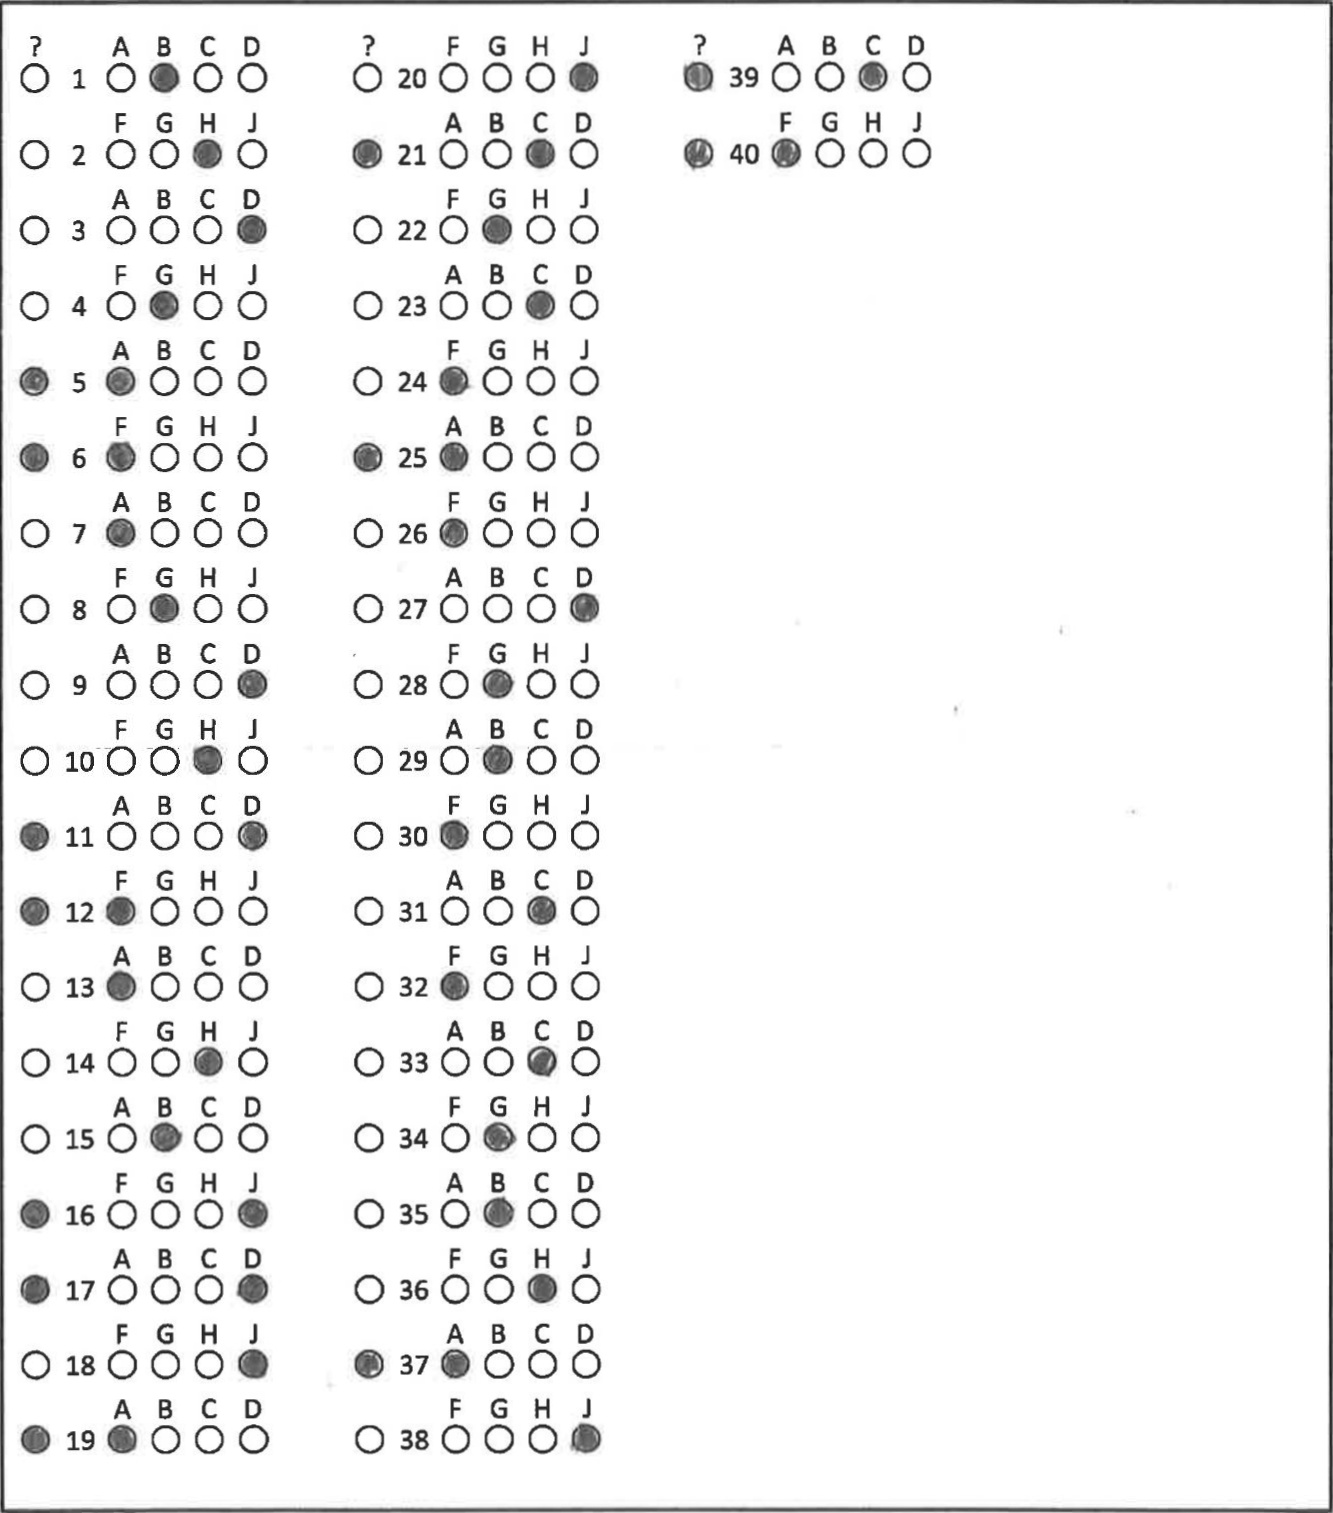 ? A B C D
1
F G H J
2
A B C D
3
F G H J
4
A B C D
5
F G H J
6
A B C D
7
F G H J
8
A B C D
9
F G H J
10
A B C D
11
F G H J
12
A B C D
13
F G H J
14
A B C D
15
F G H J
16
A B C D
17
F G H J
18
A B C D
19
? F G H J
20
A B C D
21
F G H J
22
A B C D
23
F G H J
24
A B C D
25
F G H J
26
A B C D
27
F G H J
28
A B C D
29
F G H J
30
A B C D
31
F G H J
32
A B C D
33
F G H J
34
A B C D
35
F G H J
36
A B C D
37
F G H J
38
? A B C D
39
F G H J
40